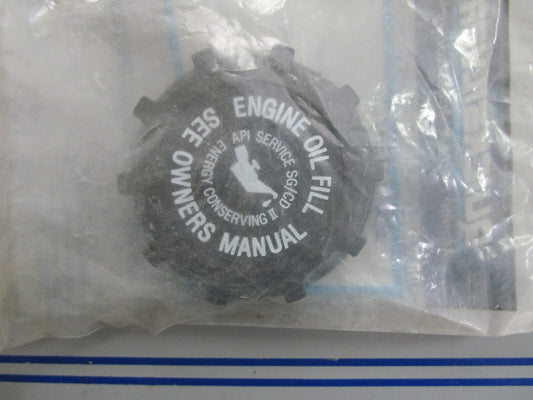 ENGINE OIL FILL
SEE OWNERS MANUAL
API SERVICE SG/CD
ENERGY CONSERVING II